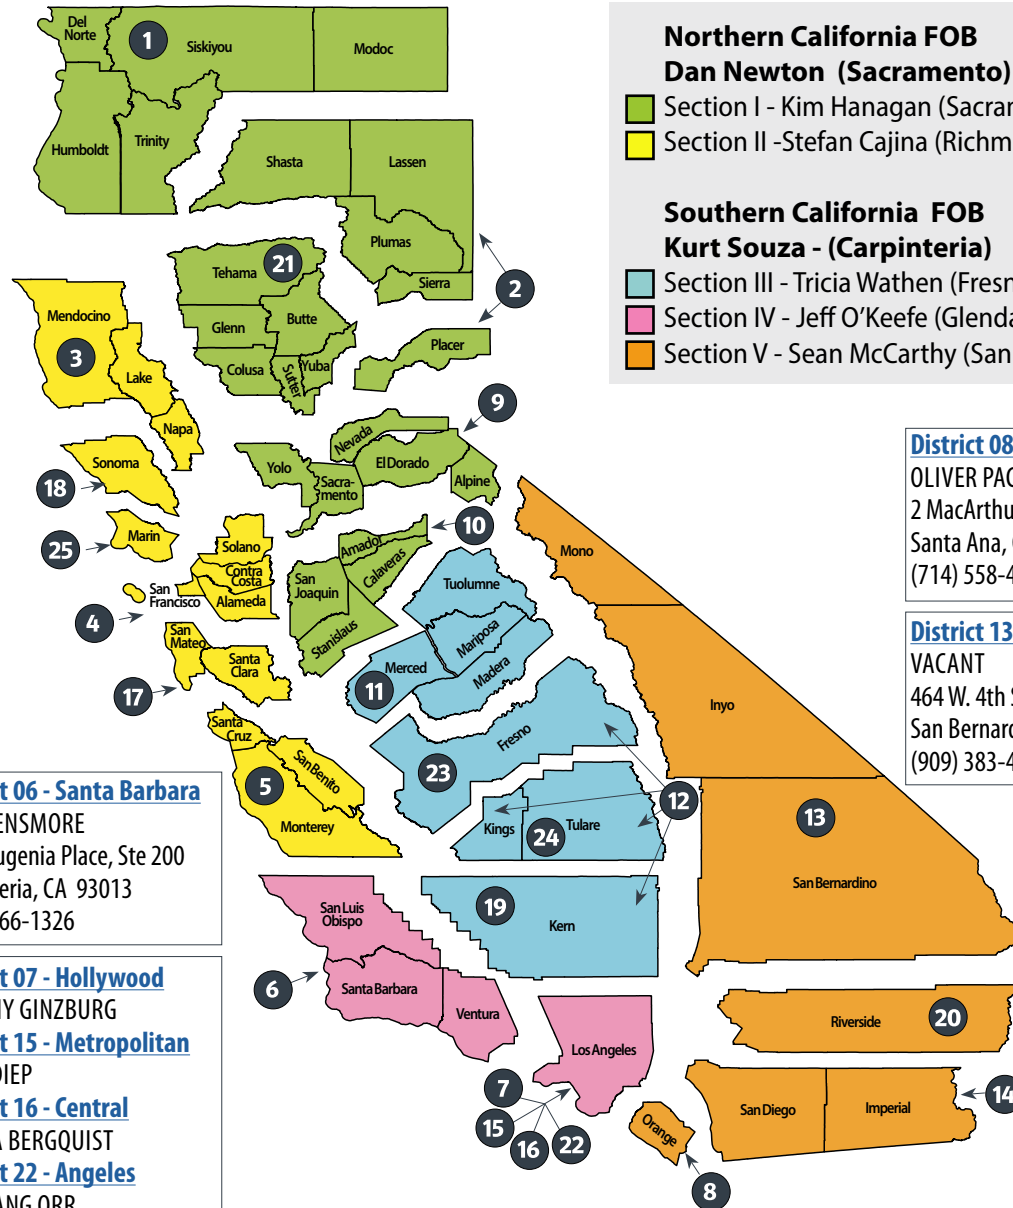 Northern California FOB
Dan Newton (Sacramento)
Section I - Kim Hanagan (Sacra
Section II -Stefan Cajina (Richm
Southern California FOB
Kurt Souza - (Carpinteria)
Section III - Tricia Wathen (Fresn
Section IV - Jeff O'Keefe (Glenda
Section V - Sean McCarthy (San
Del
Norte
1
Siskiyou
Modoc
Humboldt
Trinity
Shasta
Lassen
Plumas
Sierra
2
Placer
Tehama
21
Glenn
Butte
Colusa
Sutter
Yuba
Mendocino
3
Lake
Napa
Sonoma
18
Marin
25
9
Nevada
Yolo
Sacra-
mento
El Dorado
Alpine
10
Amador
Calaveras
San
Joaquin
Stanislaus
Solano
Contra
Costa
Alameda
San
Francisco
4
San
Mateo
Santa
Clara
17
Santa
Cruz
San Benito
5
Monterey
Tuolumne
Mariposa
Merced
11
Madera
Fresno
23
12
Kings
24
Tulare
19
Kern
Mono
Inyo
13
San Bernardino
San Luis
Obispo
6
Santa Barbara
Ventura
Los Angeles
7
15
16
22
Orange
8
Riverside
20
San Diego
Imperial
14
District 08
OLIVER PAC
2 MacArthu
Santa Ana, C
(714) 558-4
District 13
VACANT
464 W. 4th S
San Bernard
(909) 383-4
t 06 - Santa Barbara
ENSMORE
ugenia Place, Ste 200
eria, CA 93013
66-1326
t 07 - Hollywood
NY GINZBURG
t 15 - Metropolitan
DIEP
t 16 - Central
A BERGQUIST
t 22 - Angeles
ANG ORR